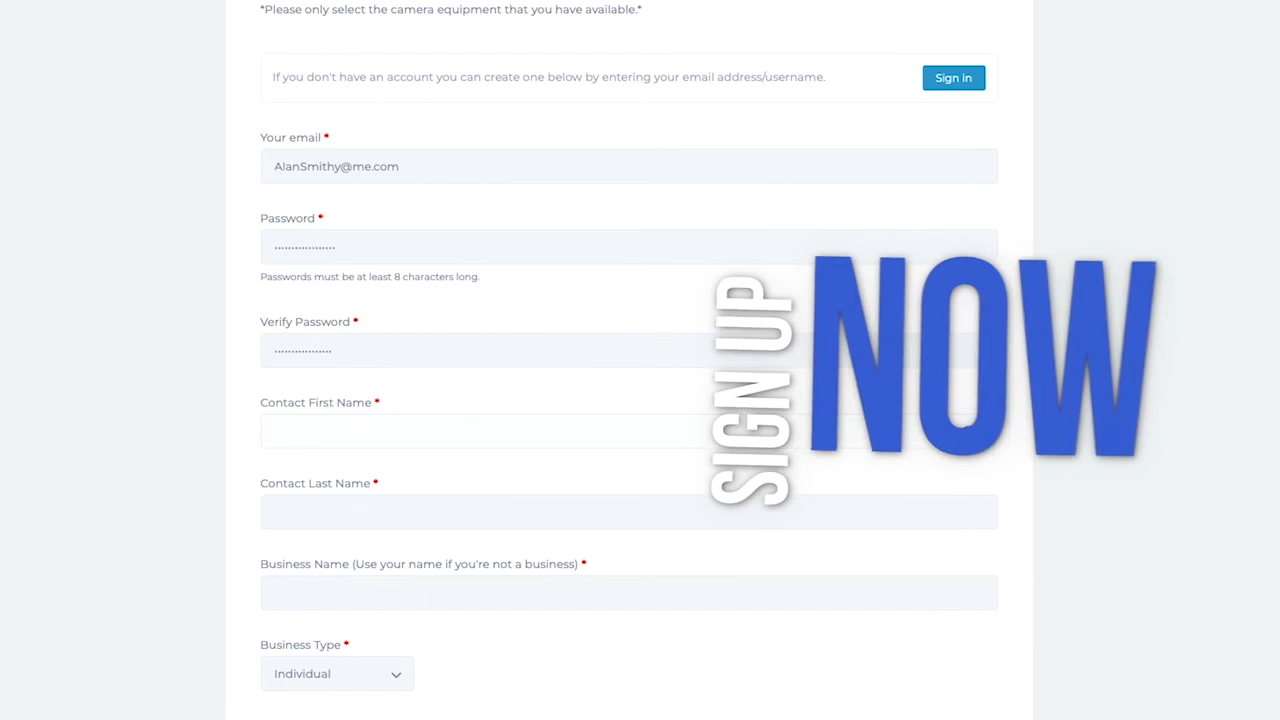 *Please only select the camera equipment that you have available.*
If you don't have an account you can create one below by entering your email address/username.
Sign in
Your email *
AlanSmithy@me.com
Password *
••••••••••••••••••
Passwords must be at least 8 characters long.
Verify Password *
•••••••••••••••••
Contact First Name *
Contact Last Name *
Business Name (Use your name if you're not a business) *
Business Type *
Individual
SIGN UP
NOW